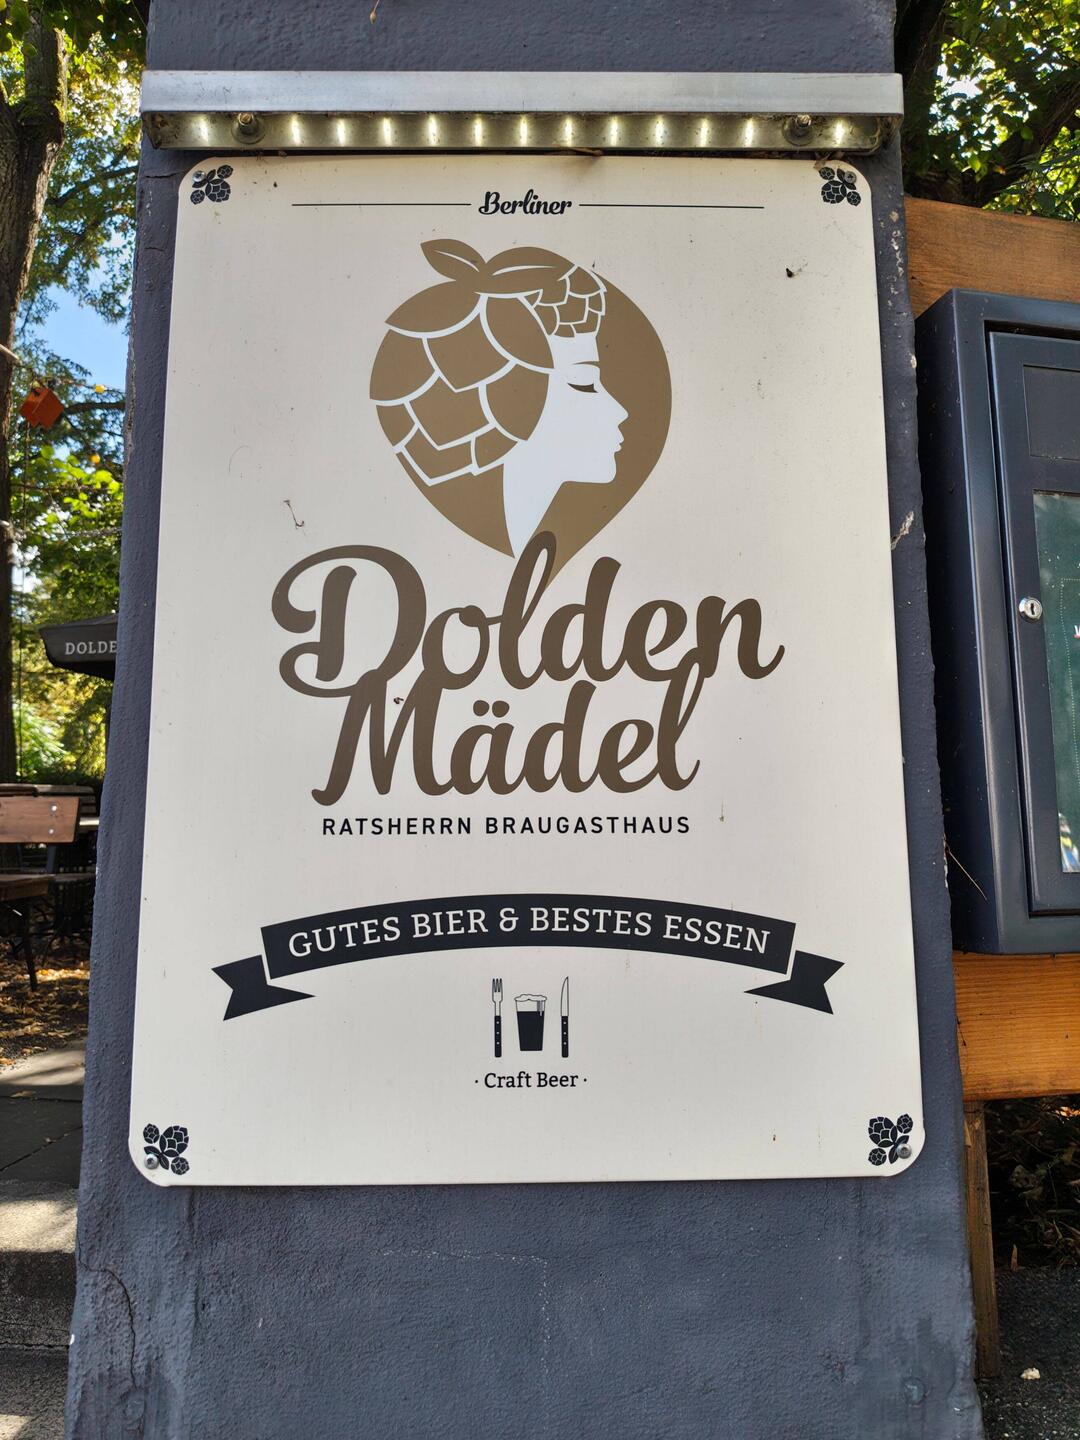 Berliner
Dolden
Mädel
RATSHERRN BRAUGASTHAUS
GUTES BIER & BESTES ESSEN
· Craft Beer ·
DOLDE